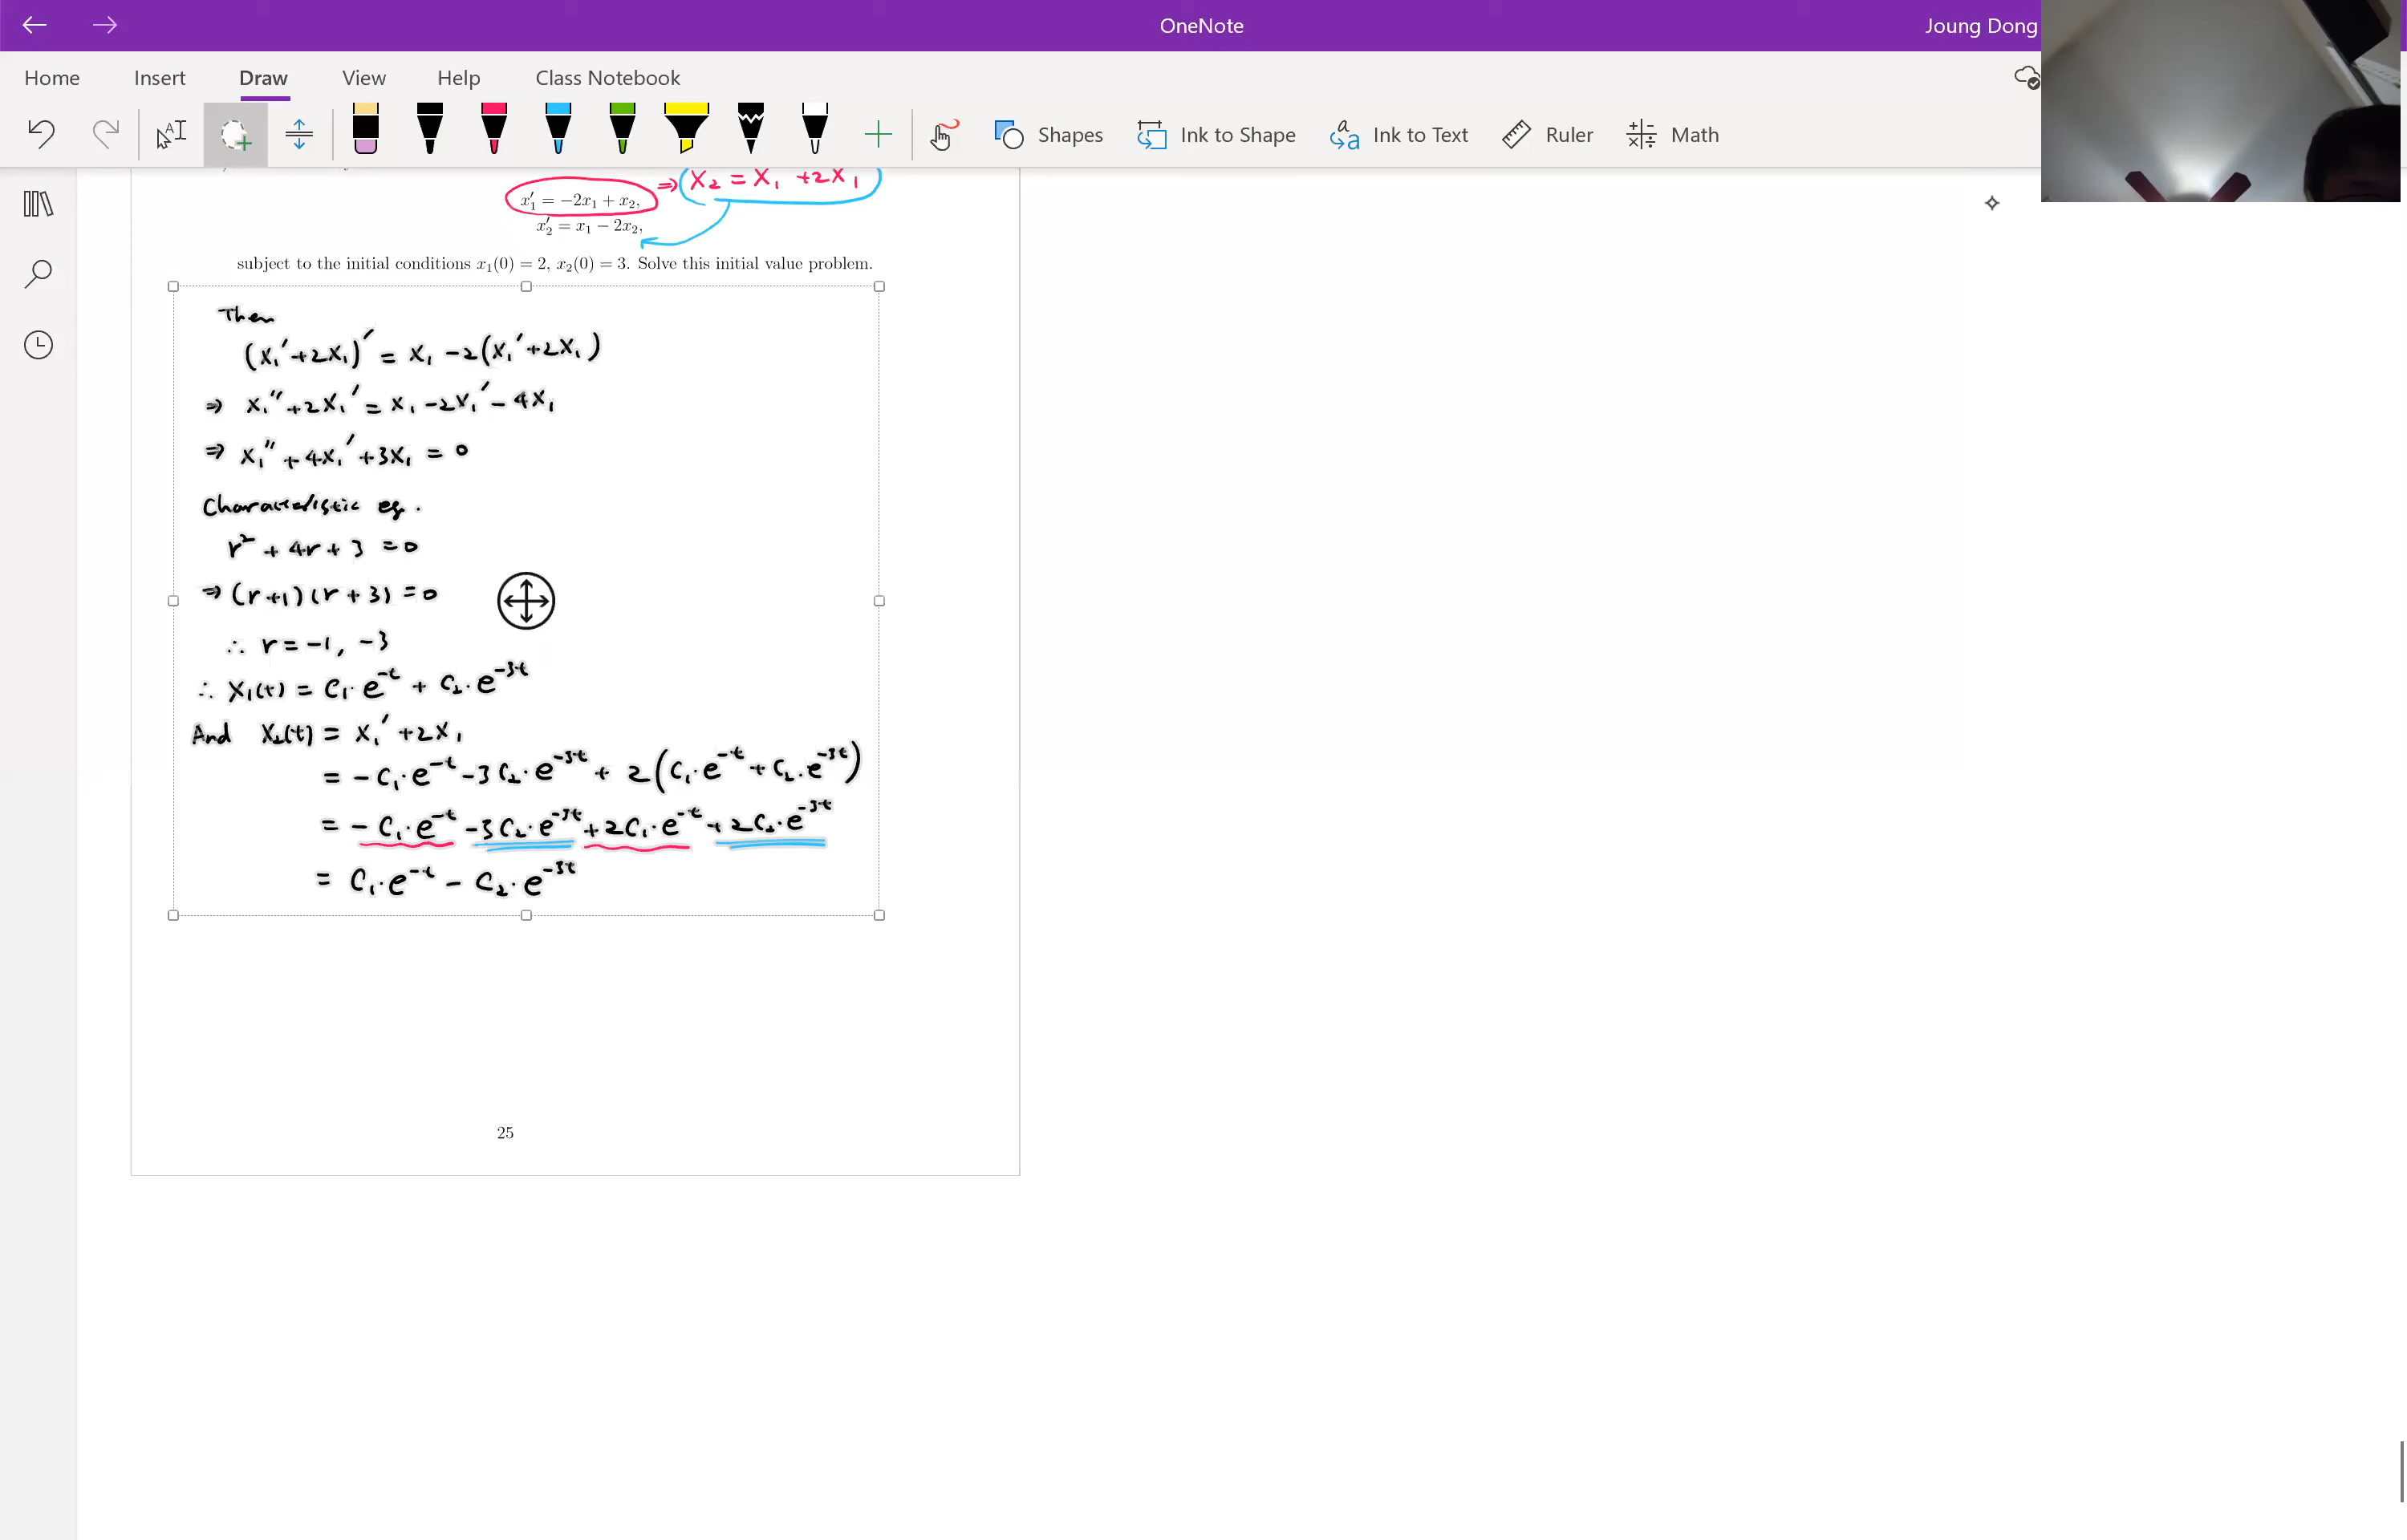 OneNote
Joung Dong
Home Insert Draw View Help Class Notebook
Shapes Ink to Shape Ink to Text Ruler Math
⇒ x₂ = x₁ + 2x₁
x₁′ = −2x₁ + x₂,
x₂′ = x₁ − 2x₂,
subject to the initial conditions x₁(0) = 2, x₂(0) = 3. Solve this initial value problem.
Then
(x₁′ + 2x₁)′ = x₁ − 2(x₁′ + 2x₁)
⇒ x₁″ + 2x₁′ = x₁ − 2x₁′ − 4x₁
⇒ x₁″ + 4x₁′ + 3x₁ = 0
Characteristic eq.
r² + 4r + 3 = 0
⇒ (r+1)(r+3) = 0
∴ r = −1, −3
∴ x₁(t) = C₁·e^{−t} + C₂·e^{−3t}
And x₂(t) = x₁′ + 2x₁
= −C₁·e^{−t} − 3C₂·e^{−3t} + 2(C₁·e^{−t} + C₂·e^{−3t})
= −C₁·e^{−t} − 3C₂·e^{−3t} + 2C₁·e^{−t} + 2C₂·e^{−3t}
= C₁·e^{−t} − C₂·e^{−3t}
25